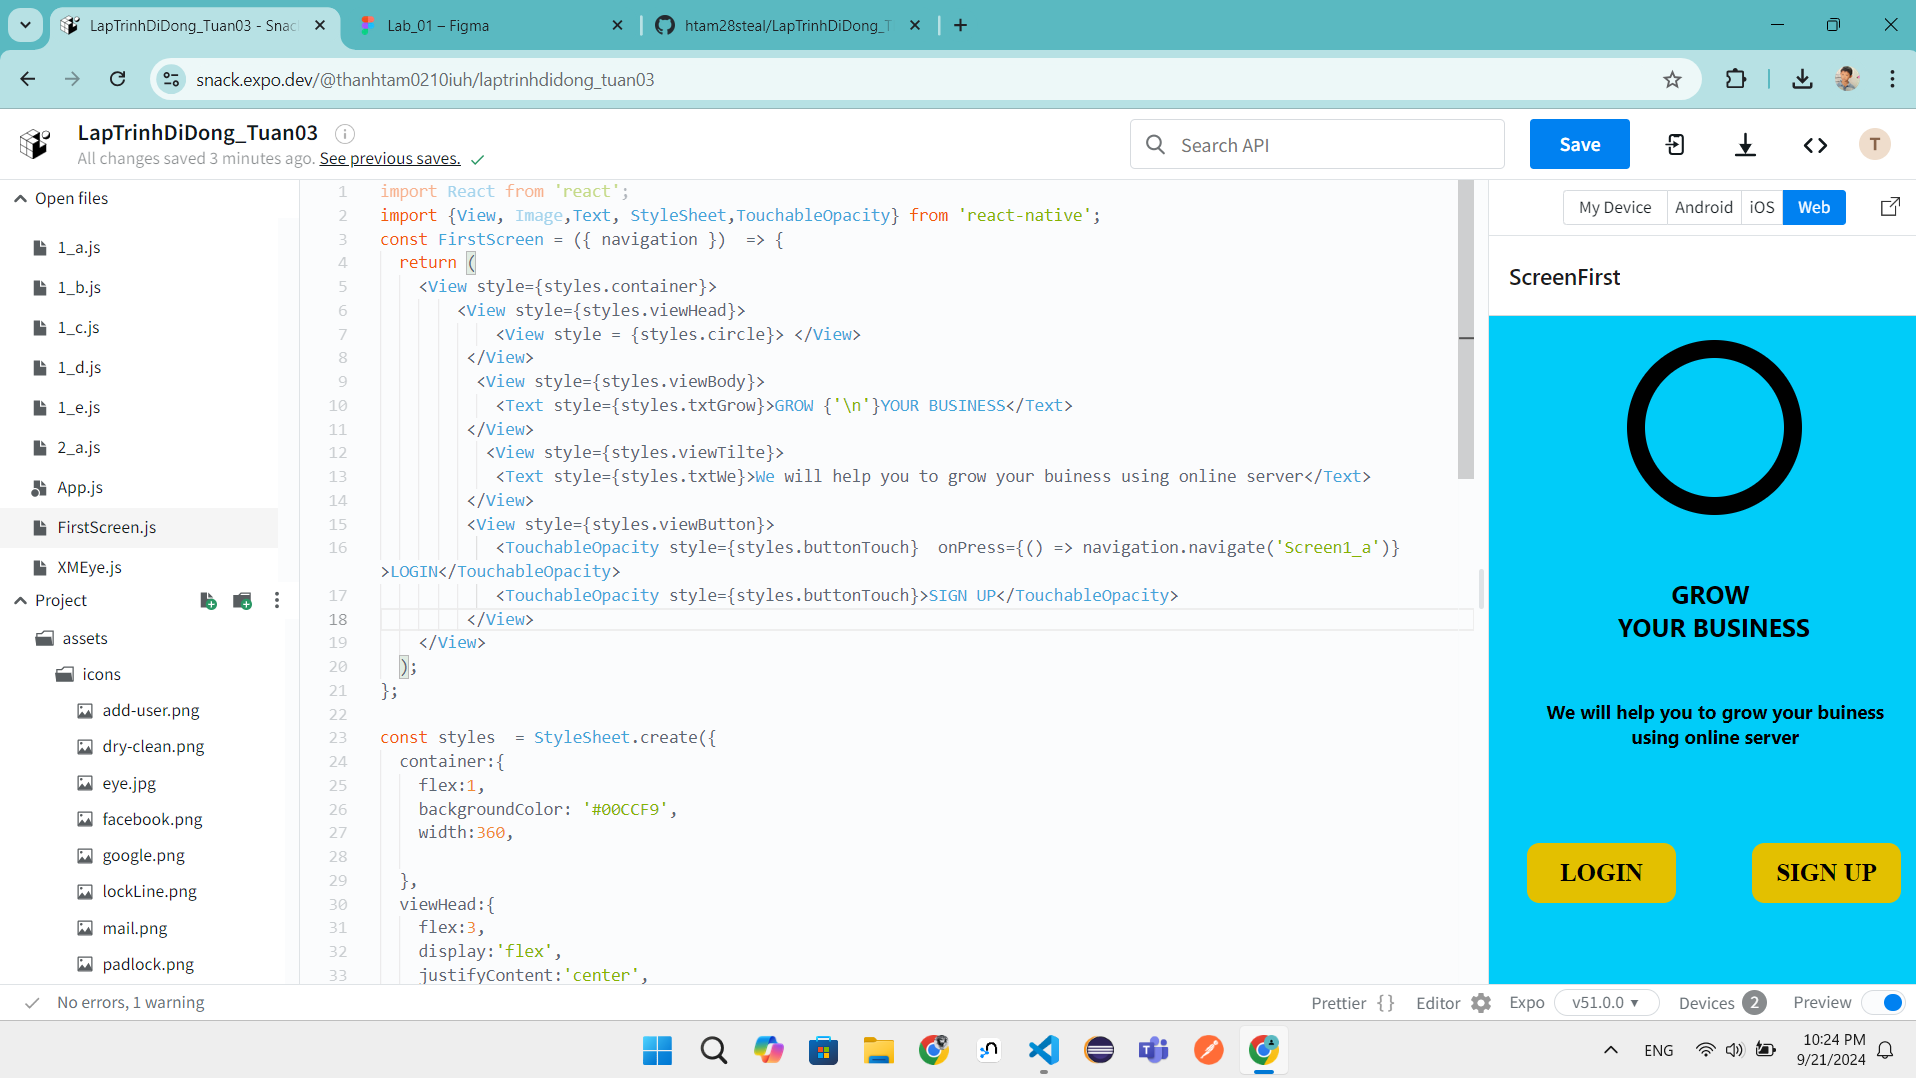 LapTrinhDiDong_Tuan03 - Snac
Lab_01 – Figma
htam28steal/LapTrinhDiDong_T
snack.expo.dev/@thanhtam0210iuh/laptrinhdidong_tuan03
LapTrinhDiDong_Tuan03
All changes saved 3 minutes ago. See previous saves.
Search API
Save
T
Open files
1_a.js
1_b.js
1_c.js
1_d.js
1_e.js
2_a.js
App.js
FirstScreen.js
XMEye.js
Project
assets
icons
add-user.png
dry-clean.png
eye.jpg
facebook.png
google.png
lockLine.png
mail.png
padlock.png
1 import React from 'react';
2 import {View, Image,Text, StyleSheet,TouchableOpacity} from 'react-native';
3 const FirstScreen = ({ navigation })  => {
4 return (
5 <View style={styles.container}>
6 <View style={styles.viewHead}>
7 <View style = {styles.circle}> </View>
8 </View>
9 <View style={styles.viewBody}>
10 <Text style={styles.txtGrow}>GROW {'\n'}YOUR BUSINESS</Text>
11 </View>
12 <View style={styles.viewTilte}>
13 <Text style={styles.txtWe}>We will help you to grow your buiness using online server</Text>
14 </View>
15 <View style={styles.viewButton}>
16 <TouchableOpacity style={styles.buttonTouch}  onPress={() => navigation.navigate('Screen1_a')}
>LOGIN</TouchableOpacity>
17 <TouchableOpacity style={styles.buttonTouch}>SIGN UP</TouchableOpacity>
18 </View>
19 </View>
20 );
21 };
22
23 const styles  = StyleSheet.create({
24 container:{
25 flex:1,
26 backgroundColor: '#00CCF9',
27 width:360,
28
29 },
30 viewHead:{
31 flex:3,
32 display:'flex',
33 justifyContent:'center',
My Device
Android
iOS
Web
ScreenFirst
GROW
YOUR BUSINESS
We will help you to grow your buiness
using online server
LOGIN
SIGN UP
No errors, 1 warning
Prettier { }
Editor
Expo
v51.0.0
Devices 2
Preview
ENG
10:24 PM
9/21/2024